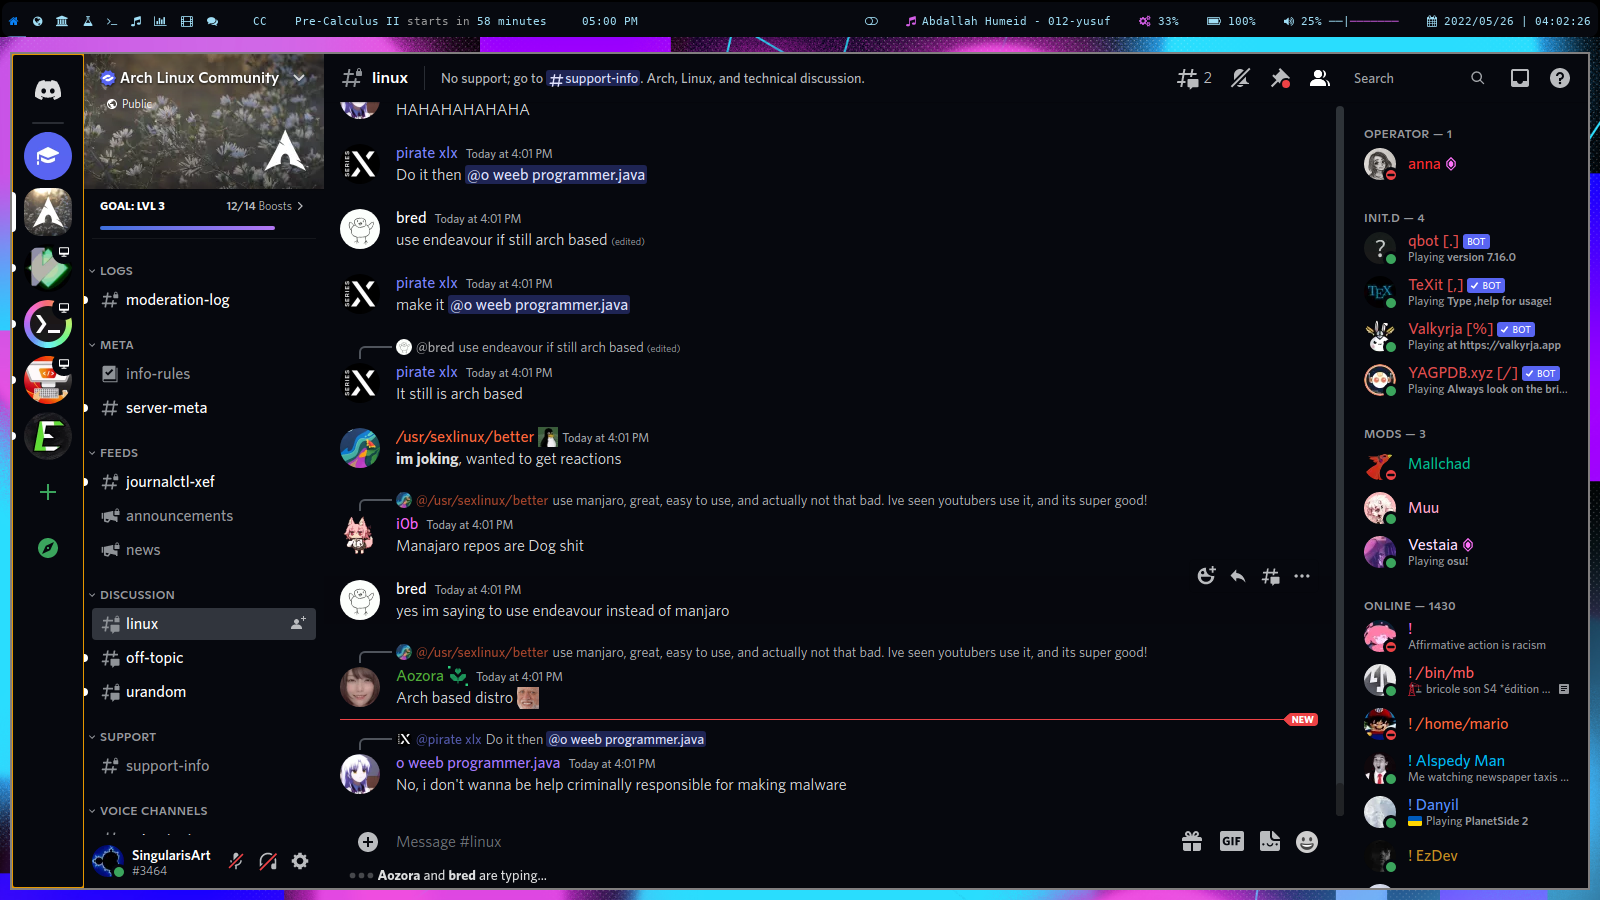 CC
Pre-Calculus II starts in 58 minutes
05:00 PM
Abdallah Humeid - 012-yusuf
33%
100%
25%
2022/05/26 | 04:02:26
Arch Linux Community
Public
GOAL: LVL 3
12/14 Boosts
LOGS
moderation-log
META
info-rules
server-meta
FEEDS
journalctl-xef
announcements
news
DISCUSSION
linux
off-topic
urandom
SUPPORT
support-info
VOICE CHANNELS
SingularisArt
#3464
linux
No support; go to #support-info. Arch, Linux, and technical discussion.
2
Search
HAHAHAHAHAHA
SERIES X
pirate xlx Today at 4:01 PM
Do it then @o weeb programmer.java
bred Today at 4:01 PM
use endeavour if still arch based (edited)
SERIES X
pirate xlx Today at 4:01 PM
make it @o weeb programmer.java
@bred use endeavour if still arch based (edited)
SERIES X
pirate xlx Today at 4:01 PM
It still is arch based
/usr/sexlinux/better Today at 4:01 PM
im joking, wanted to get reactions
@/usr/sexlinux/better use manjaro, great, easy to use, and actually not that bad. Ive seen youtubers use it, and its super good!
i0b Today at 4:01 PM
Manajaro repos are Dog shit
bred Today at 4:01 PM
yes im saying to use endeavour instead of manjaro
@/usr/sexlinux/better use manjaro, great, easy to use, and actually not that bad. Ive seen youtubers use it, and its super good!
Aozora Today at 4:01 PM
Arch based distro
NEW
@pirate xlx Do it then @o weeb programmer.java
o weeb programmer.java Today at 4:01 PM
No, i don't wanna be help criminally responsible for making malware
Message #linux
GIF
Aozora and bred are typing...
OPERATOR — 1
anna
INIT.D — 4
qbot [.] BOT
Playing version 7.16.0
TEX
TeXit [,] BOT
Playing Type ,help for usage!
Valkyrja [%] BOT
Playing at https://valkyrja.app
YAGPDB.xyz [/] BOT
Playing Always look on the bri...
MODS — 3
Mallchad
Muu
Vestaia
Playing osu!
ONLINE — 1430
!
Affirmative action is racism
! /bin/mb
bricole son S4 "édition ...
! /home/mario
! Alspedy Man
Me watching newspaper taxis ...
! Danyil
Playing PlanetSide 2
! EzDev